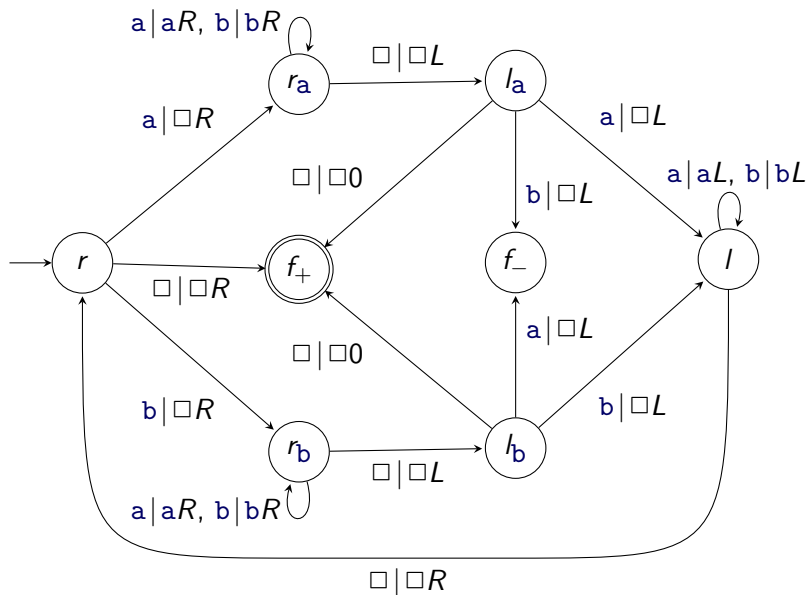 a|aR, b|bR
□|□L
r_a
l_a
a|□R
a|□L
a|aL, b|bL
□|□0
b|□L
r
f_+
f_−
l
□|□R
□|□0
a|□L
b|□R
b|□L
r_b
l_b
□|□L
a|aR, b|bR
□|□R